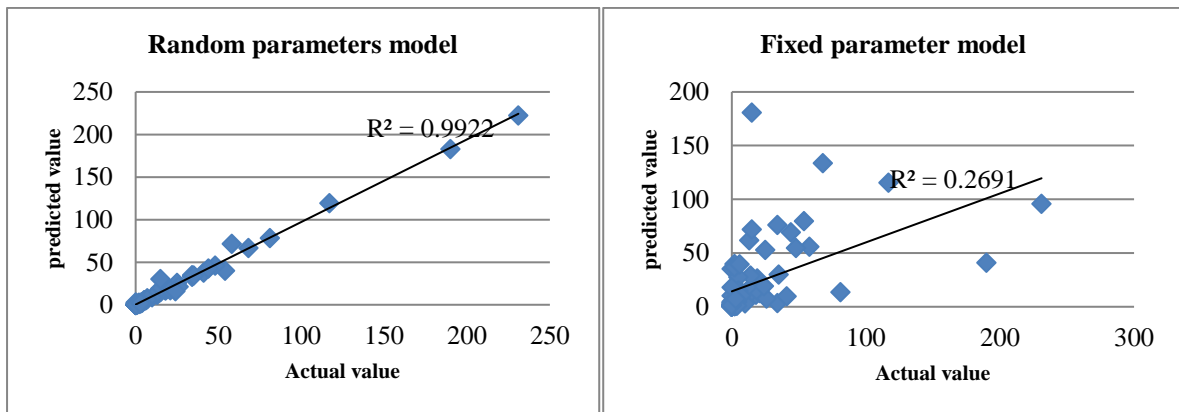 Random parameters model
250
200
150
100
50
0
R² = 0.9922
0 50 100 150 200 250
predicted value
Actual value
Fixed parameter model
200
150
100
50
0
R² = 0.2691
0 100 200 300
predicted value
Actual value